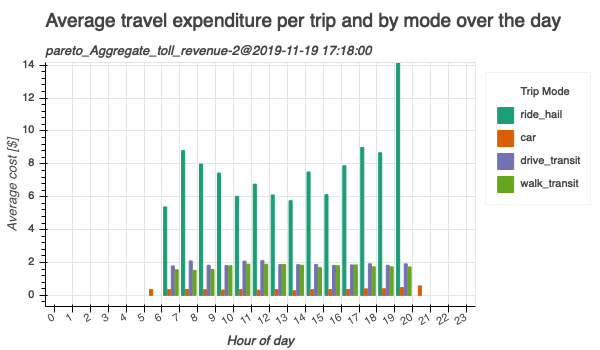 Average travel expenditure per trip and by mode over the day
pareto_Aggregate_toll_revenue-2@2019-11-19 17:18:00
14
12
10
8
6
4
2
0
Average cost [$]
0 1 2 3 4 5 6 7 8 9 10 11 12 13 14 15 16 17 18 19 20 21 22 23
Hour of day
Trip Mode
ride_hail
car
drive_transit
walk_transit